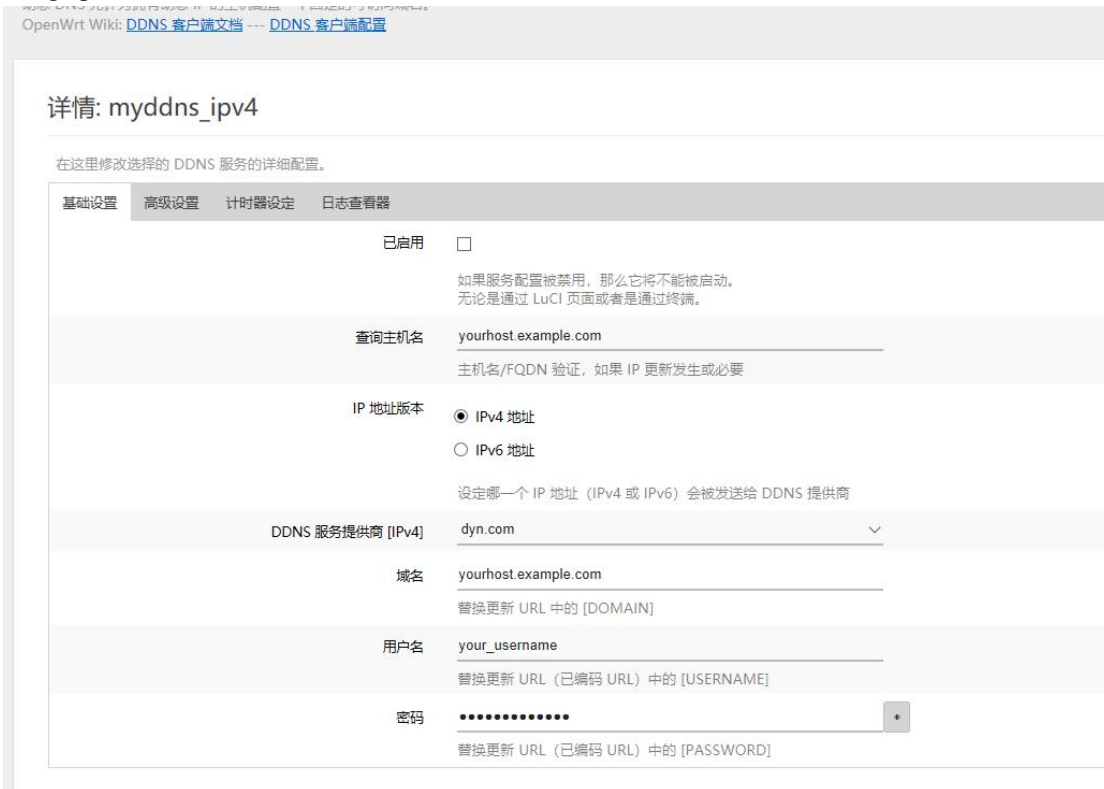 OpenWrt Wiki: DDNS 客户端文档 --- DDNS 客户端配置
详情: myddns_ipv4
在这里修改选择的 DDNS 服务的详细配置。
基础设置 高级设置 计时器设定 日志查看器
已启用
如果服务配置被禁用，那么它将不能被启动。
无论是通过 LuCI 页面或者是通过终端。
查询主机名 yourhost.example.com
主机名/FQDN 验证，如果 IP 更新发生或必要
IP 地址版本 IPv4 地址
IPv6 地址
设定哪一个 IP 地址（IPv4 或 IPv6）会被发送给 DDNS 提供商
DDNS 服务提供商 [IPv4] dyn.com
域名 yourhost.example.com
替换更新 URL 中的 [DOMAIN]
用户名 your_username
替换更新 URL（已编码 URL）中的 [USERNAME]
密码 •••••••••••••  *
替换更新 URL（已编码 URL）中的 [PASSWORD]